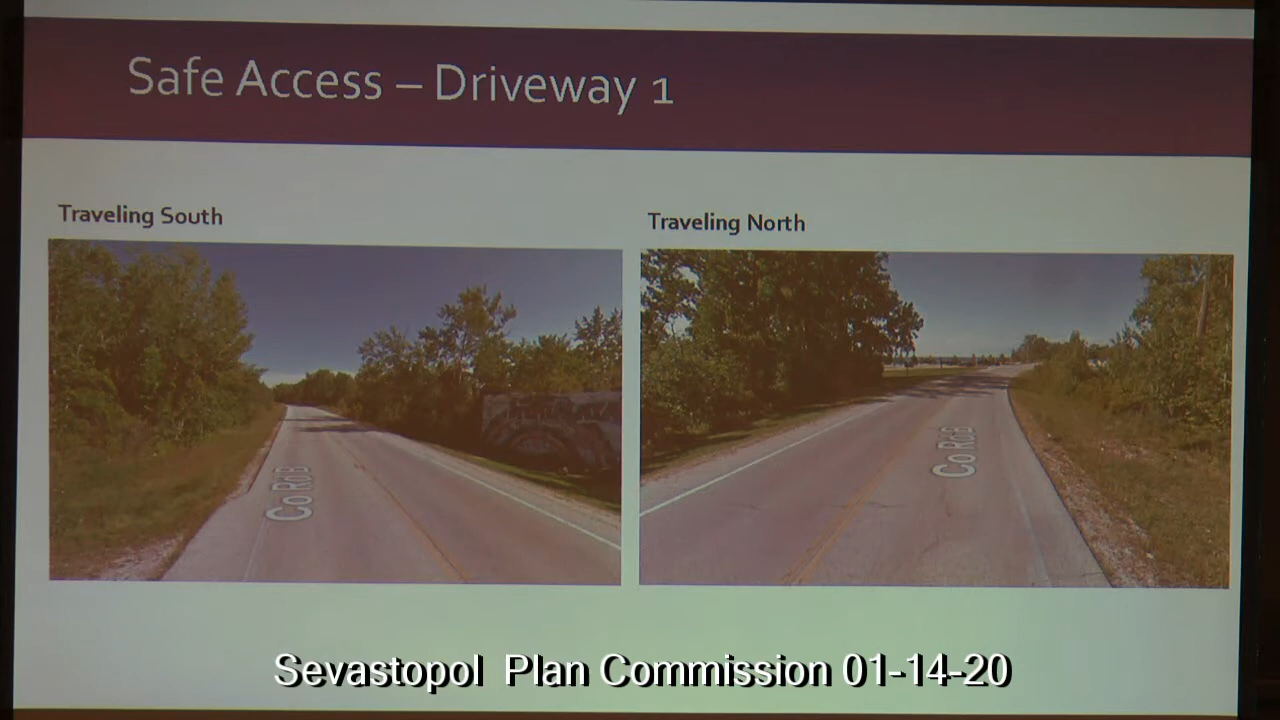 Safe Access – Driveway 1
Traveling South
Traveling North
Co Rd B
Co Rd B
Sevastopol Plan Commission 01-14-20